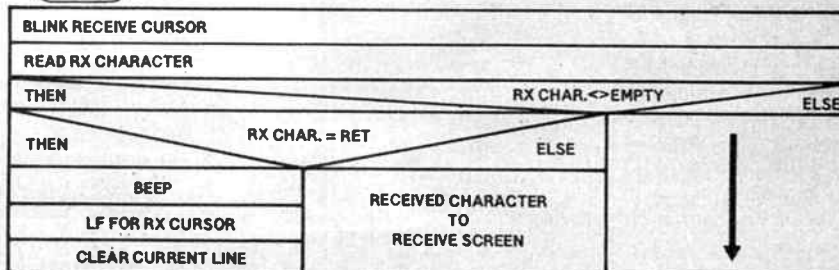 BLINK RECEIVE CURSOR
READ RX CHARACTER
THEN
RX CHAR.<>EMPTY
ELSE
THEN
RX CHAR. = RET
ELSE
BEEP
LF FOR RX CURSOR
CLEAR CURRENT LINE
RECEIVED CHARACTER
TO
RECEIVE SCREEN